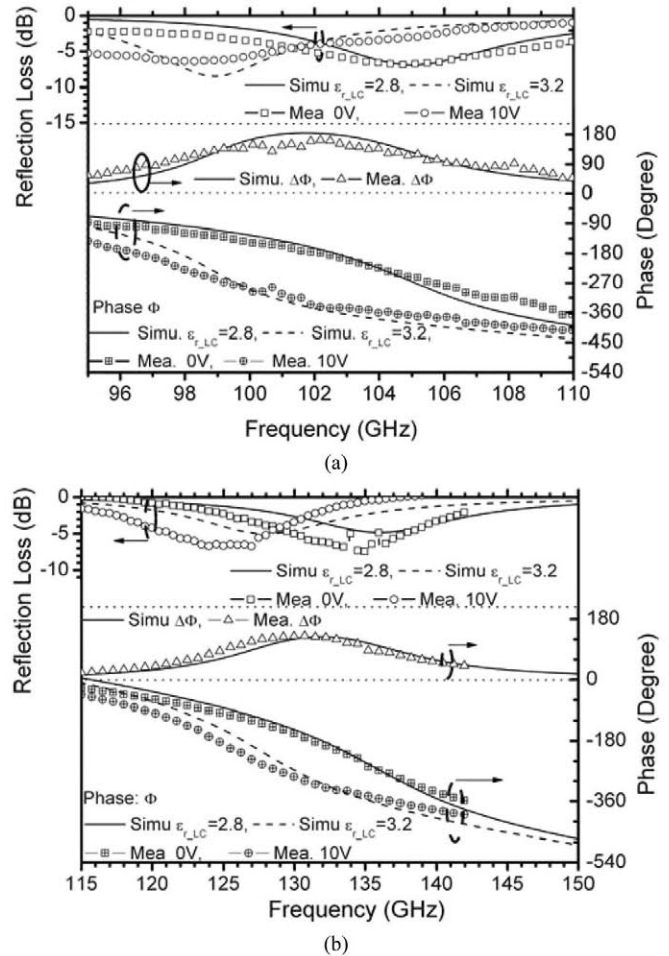 0
-5
-10
-15
Reflection Loss (dB)
Simu ε_r_LC=2.8, Simu ε_r_LC=3.2
Mea 0V, Mea 10V
180
90
0
-90
-180
-270
-360
-450
-540
Phase (Degree)
Simu. ΔΦ, Mea. ΔΦ
Phase Φ
Simu. ε_r_LC=2.8, Simu. ε_r_LC=3.2,
Mea. 0V, Mea. 10V
96 98 100 102 104 106 108 110
Frequency (GHz)
(a)
0
-5
-10
Reflection Loss (dB)
Simu ε_r_LC=2.8, Simu ε_r_LC=3.2
Mea 0V, Mea. 10V
180
0
-180
-360
-540
Phase (Degree)
Simu ΔΦ, Mea. ΔΦ
Phase: Φ
Simu ε_r_LC=2.8, Simu ε_r_LC=3.2
Mea 0V, Mea. 10V
115 120 125 130 135 140 145 150
Frequency (GHz)
(b)